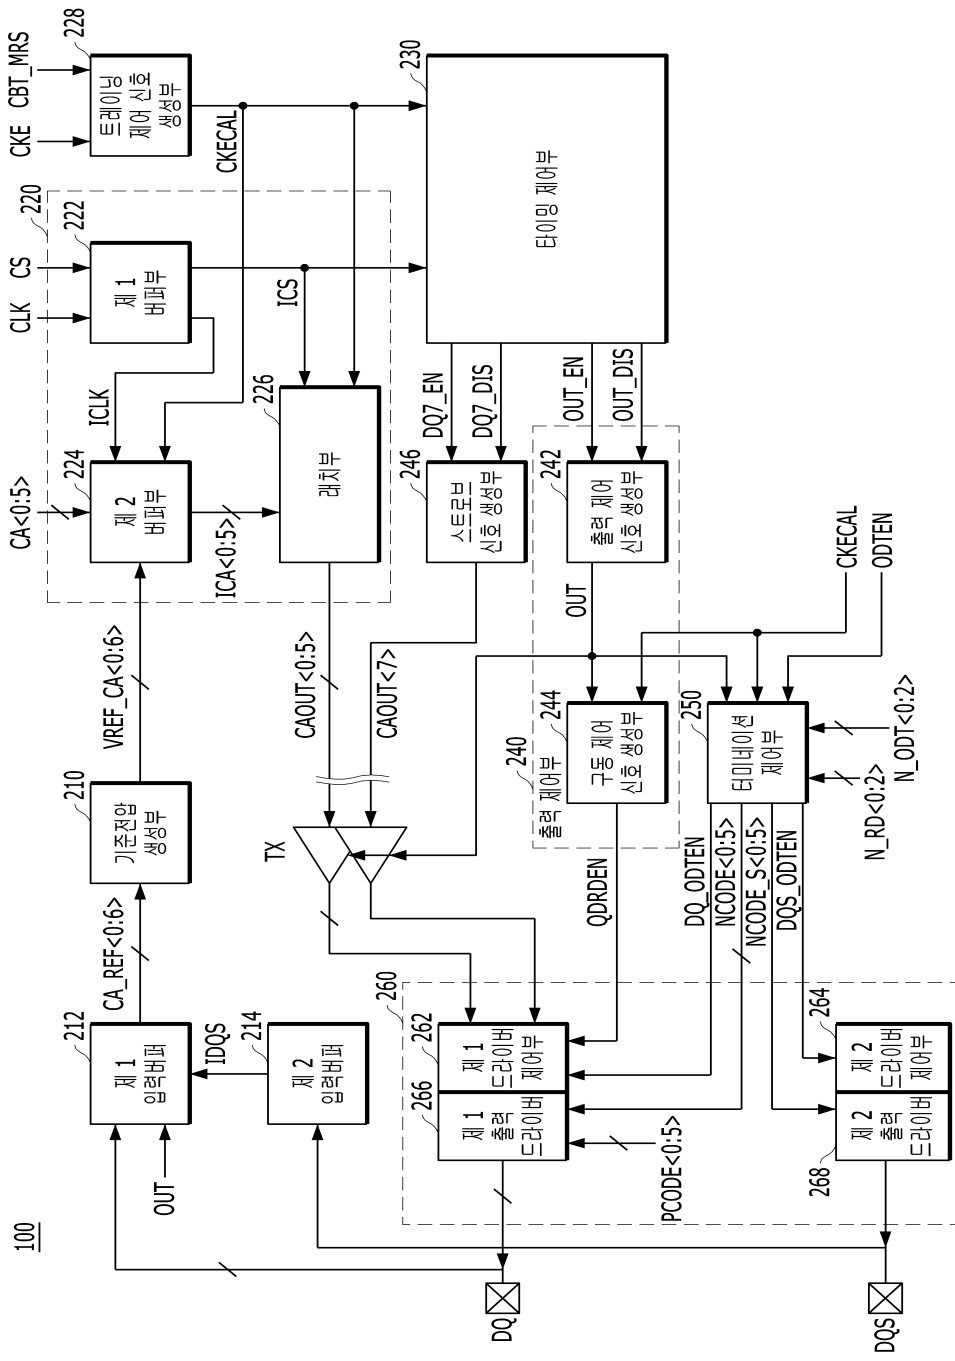 100
CA<0:5>
CLK
CS
CKE
CBT_MRS
220
212
제 1
입력버퍼
CA_REF<0:6>
210
기준전압
생성부
VREF_CA<0:6>
224
제 2
버퍼부
ICLK
222
제 1
버퍼부
228
트레이닝
제어 신호
생성부
OUT
IDQS
ICA<0:5>
CKECAL
214
제 2
입력버퍼
TX
CAOUT<0:5>
226
래치부
ICS
CAOUT<7>
260
262
제 1
드라이버
제어부
266
제 1
출력
드라이버
246
스트로브
신호 생성부
DQ7_EN
DQ7_DIS
230
타이밍 제어부
DQ
QDRDEN
240
출력 제어부
244
구동 제어
신호 생성부
OUT
242
출력 제어
신호 생성부
OUT_EN
OUT_DIS
PCODE<0:5>
DQ_ODTEN
NCODE<0:5>
NCODE_S<0:5>
DQS_ODTEN
250
터미네이션
제어부
CKECAL
ODTEN
N_RD<0:2>
N_ODT<0:2>
264
제 2
드라이버
제어부
268
제 2
출력
드라이버
DQS